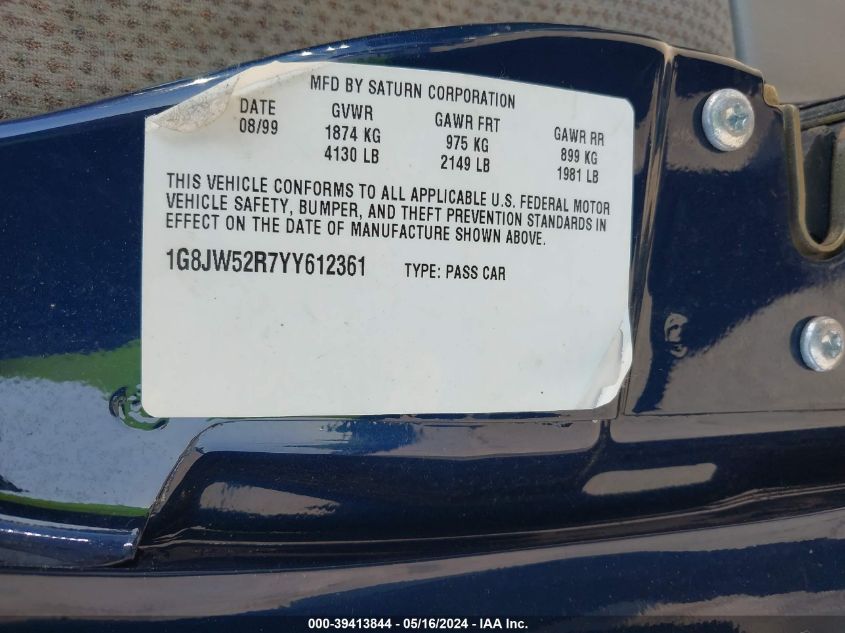 MFD BY SATURN CORPORATION
DATE GVWR GAWR FRT GAWR RR
08/99 1874 KG 975 KG 899 KG
4130 LB 2149 LB 1981 LB
THIS VEHICLE CONFORMS TO ALL APPLICABLE U.S. FEDERAL MOTOR
VEHICLE SAFETY, BUMPER, AND THEFT PREVENTION STANDARDS IN
EFFECT ON THE DATE OF MANUFACTURE SHOWN ABOVE.
1G8JW52R7YY612361 TYPE: PASS CAR
000-39413844 - 05/16/2024 - IAA Inc.